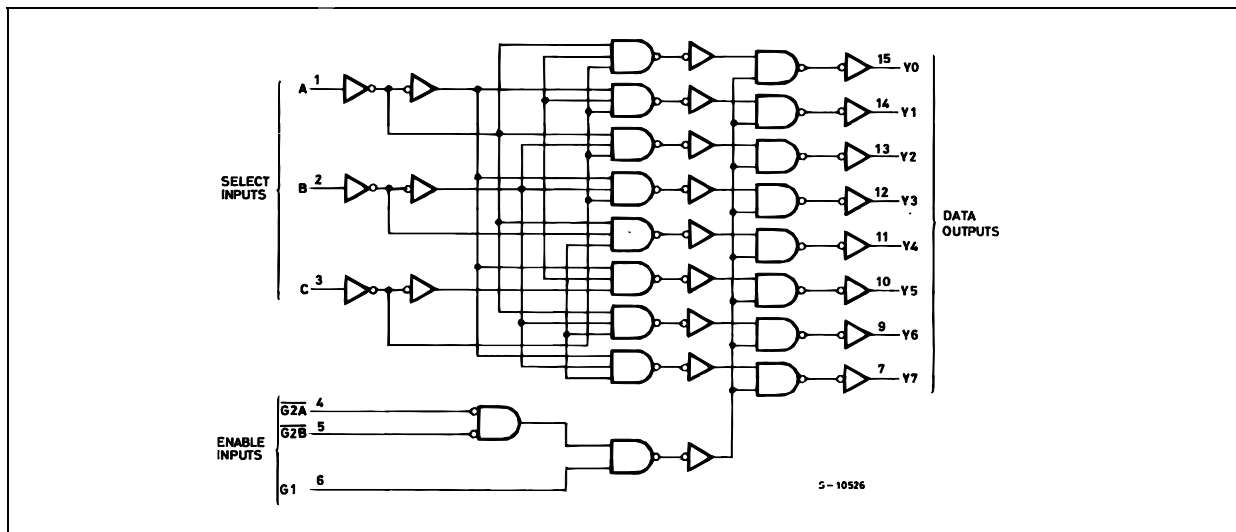 A 1
SELECT
INPUTS
B 2
C 3
ENABLE
INPUTS
G2A 4
G2B 5
G1 6
15 Y0
14 Y1
13 Y2
12 Y3
11 Y4
10 Y5
9 Y6
7 Y7
DATA
OUTPUTS
S-10526